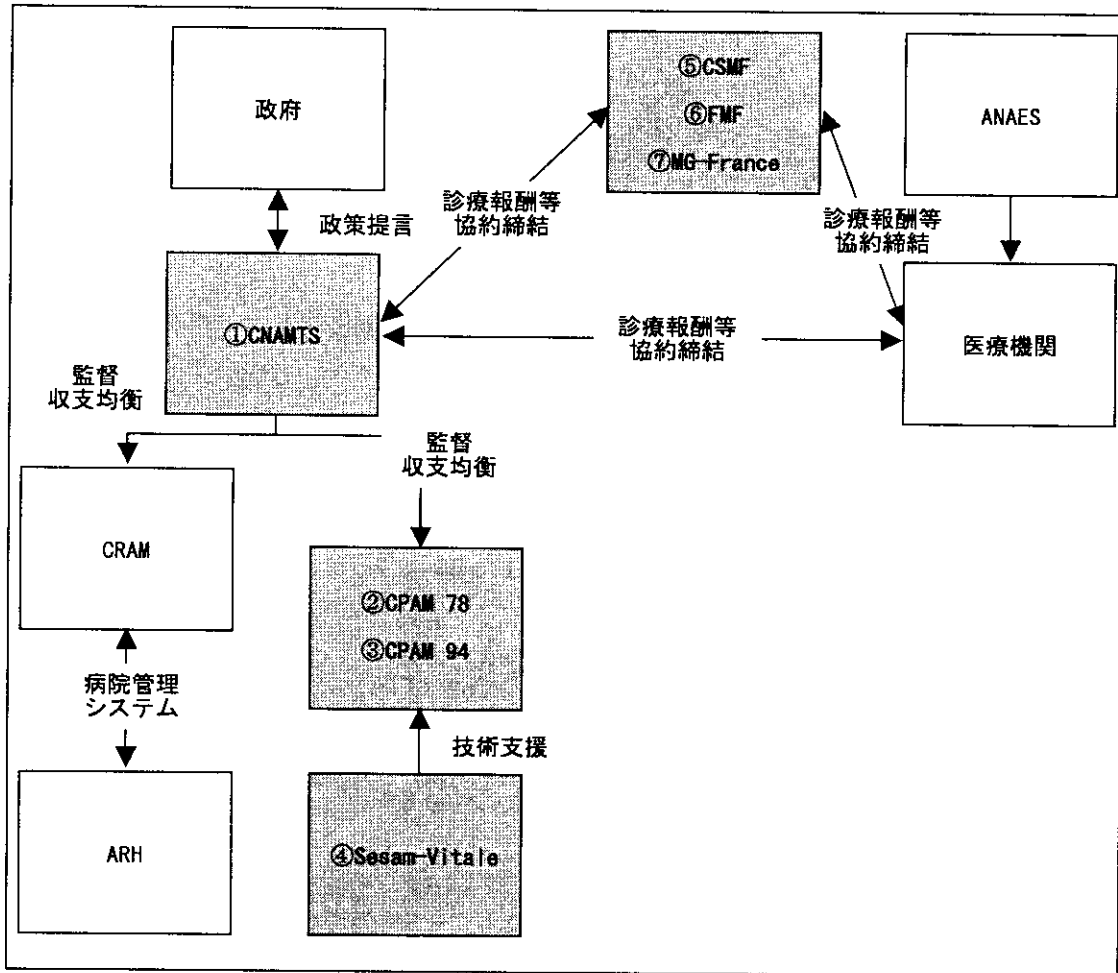 政府
⑤CSMF
⑥FMF
⑦MG-France
ANAES
政策提言
診療報酬等
協約締結
診療報酬等
協約締結
①CNAMTS
診療報酬等
協約締結
医療機関
監督
収支均衡
監督
収支均衡
CRAM
②CPAM 78
③CPAM 94
病院管理
システム
技術支援
ARH
④Sesam-Vitale